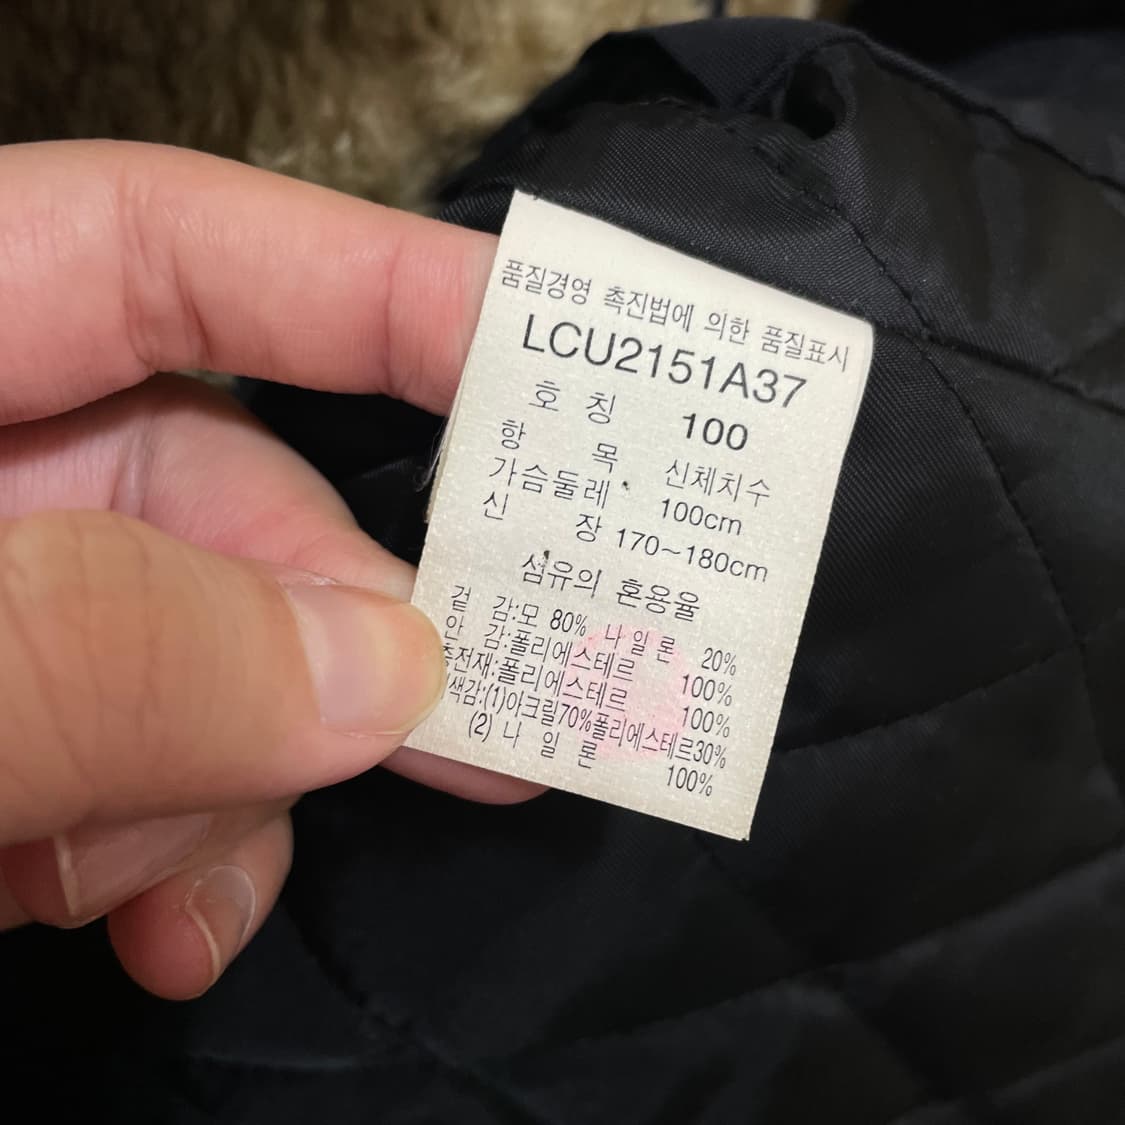 품질경영 촉진법에 의한 품질표시
LCU2151A37
호 칭 100
항 목 신체치수
가슴둘레 100cm
신 장 170~180cm
섬유의 혼용율
겉 감:모 80% 나 일 론 20%
안 감:폴리에스테르 100%
충전재:폴리에스테르 100%
색감:(1)아크릴70%폴리에스테르30%
(2) 나 일 론 100%